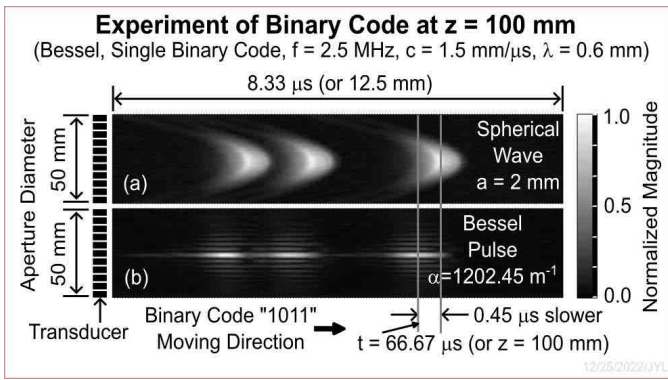 Experiment of Binary Code at z = 100 mm
(Bessel, Single Binary Code, f = 2.5 MHz, c = 1.5 mm/μs, λ = 0.6 mm)
8.33 μs (or 12.5 mm)
Aperture Diameter
50 mm
50 mm
(a)
Spherical
Wave
a = 2 mm
(b)
Bessel
Pulse
α=1202.45 m⁻¹
1.0
0.5
0.0
Normalized Magnitude
Transducer
Binary Code "1011"
Moving Direction
0.45 μs slower
t = 66.67 μs (or z = 100 mm)
12/25/2022/JYL